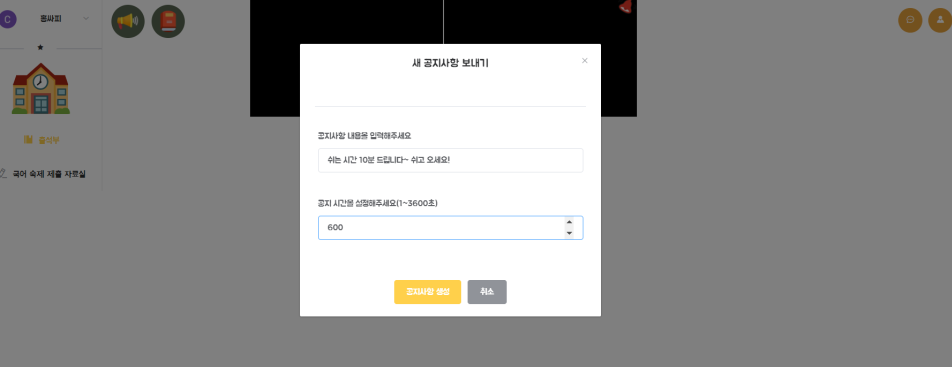 C 홈싸피
새 공지사항 보내기
×
공지사항 내용을 입력해주세요
쉬는 시간 10분 드립니다~ 쉬고 오세요!
출석부
국어 숙제 제출 자료실
공지 시간을 설정해주세요(1~3600초)
600
공지사항 생성
취소